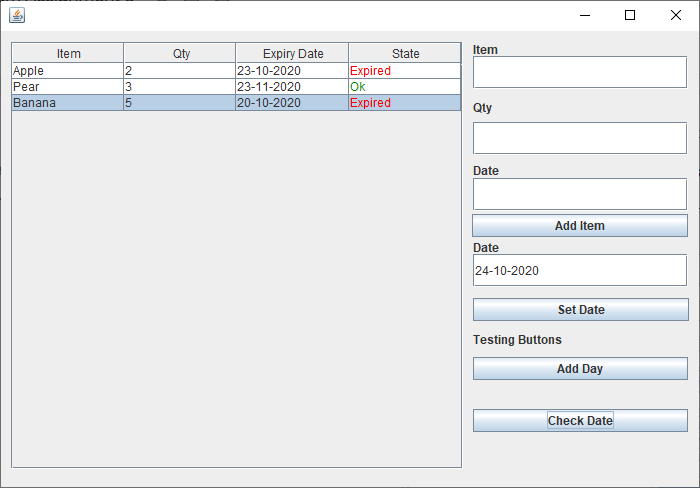 Item Qty Expiry Date State
Apple 2 23-10-2020 Expired
Pear 3 23-11-2020 Ok
Banana 5 20-10-2020 Expired
Item
Qty
Date
Add Item
Date
24-10-2020
Set Date
Testing Buttons
Add Day
Check Date